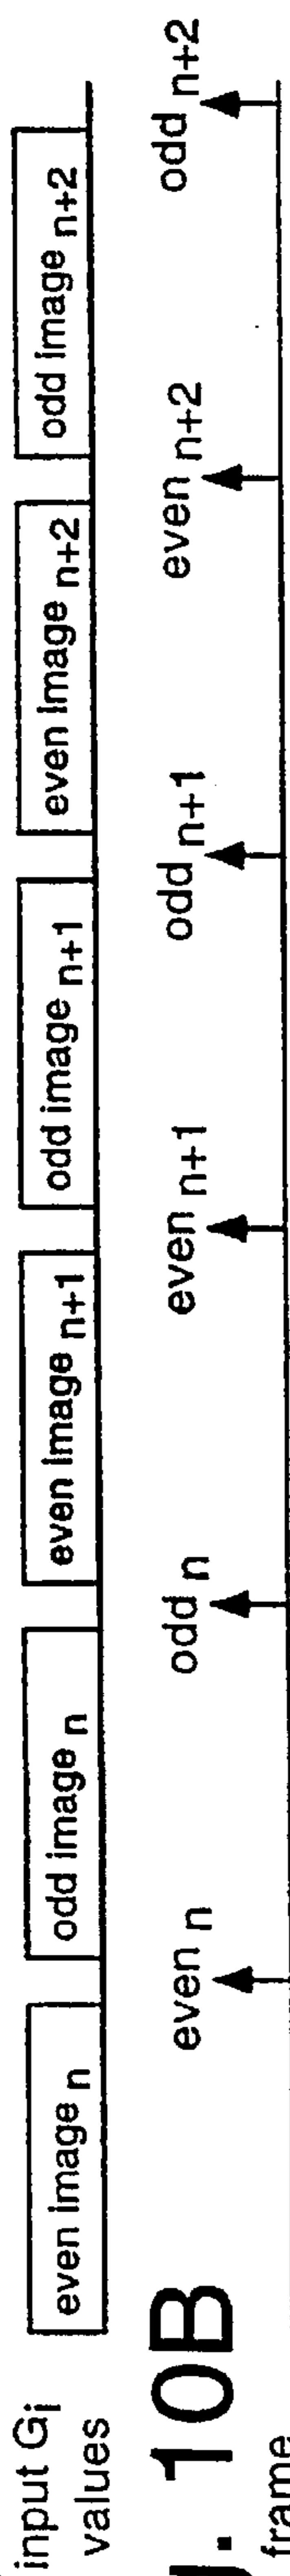 input Gi
values
even image n
odd image n
even image n+1
odd image n+1
even image n+2
odd image n+2
. 10B
even n
odd n
even n+1
odd n+1
even n+2
odd n+2
frame